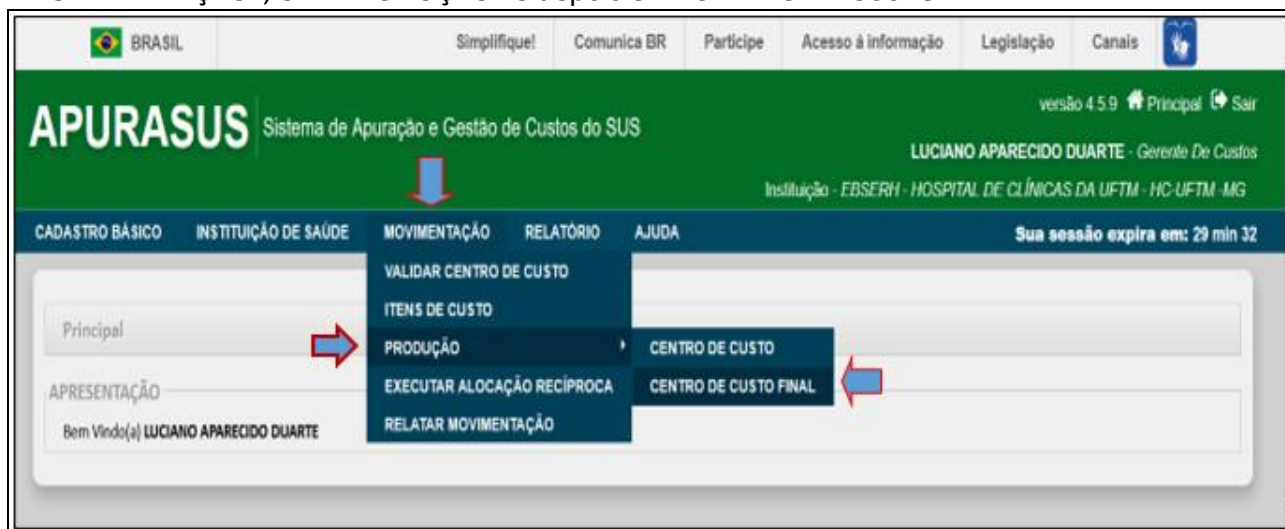 BRASIL Simplifique! Comunica BR Participe Acesso á informação Legislação Canais
APURASUS Sistema de Apuração e Gestão de Custos do SUS
versão 4.5.9 Principal Sair
LUCIANO APARECIDO DUARTE - Gerente De Custos
Instituição - EBSERH - HOSPITAL DE CLÍNICAS DA UFTM - HC-UFTM -MG
CADASTRO BÁSICO INSTITUIÇÃO DE SAÚDE MOVIMENTAÇÃO RELATÓRIO AJUDA Sua sessão expira em: 29 min 32
VALIDAR CENTRO DE CUSTO
ITENS DE CUSTO
Principal
PRODUÇÃO CENTRO DE CUSTO
EXECUTAR ALOCAÇÃO RECÍPROCA CENTRO DE CUSTO FINAL
APRESENTAÇÃO
RELATAR MOVIMENTAÇÃO
Bem Vindo(a) LUCIANO APARECIDO DUARTE